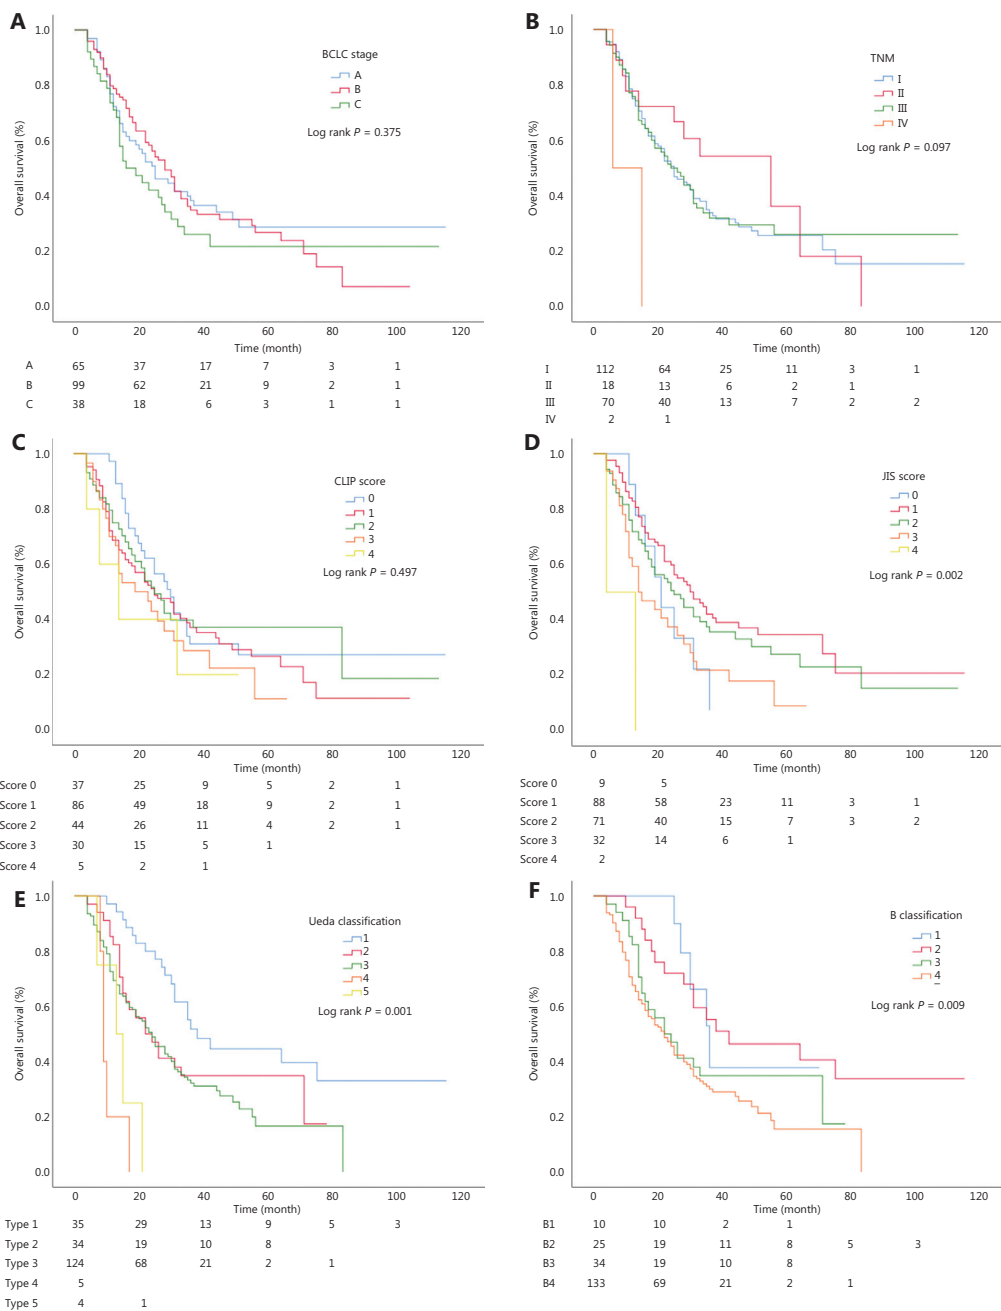 A
BCLC stage
A
B
C
Log rank P = 0.375
Overall survival (%)
1.0
0.8
0.6
0.4
0.2
0.0
0 20 40 60 80 100 120
Time (month)
A 65 37 17 7 3 1
B 99 62 21 9 2 1
C 38 18 6 3 1 1
B
TNM
I
II
III
IV
Log rank P = 0.097
Overall survival (%)
1.0
0.8
0.6
0.4
0.2
0.0
0 20 40 60 80 100 120
Time (month)
I 112 64 25 11 3 1
II 18 13 6 2 1
III 70 40 13 7 2 2
IV 2 1
C
CLIP score
0
1
2
3
4
Log rank P = 0.497
Overall survival (%)
1.0
0.8
0.6
0.4
0.2
0.0
0 20 40 60 80 100 120
Time (month)
Score 0 37 25 9 5 2 1
Score 1 86 49 18 9 2 1
Score 2 44 26 11 4 2 1
Score 3 30 15 5 1
Score 4 5 2 1
D
JIS score
0
1
2
3
4
Log rank P = 0.002
Overall survival (%)
1.0
0.8
0.6
0.4
0.2
0.0
0 20 40 60 80 100 120
Time (month)
Score 0 9 5
Score 1 88 58 23 11 3 1
Score 2 71 40 15 7 3 2
Score 3 32 14 6 1
Score 4 2
E
Ueda classification
1
2
3
4
5
Log rank P = 0.001
Overall survival (%)
1.0
0.8
0.6
0.4
0.2
0.0
0 20 40 60 80 100 120
Time (month)
Type 1 35 29 13 9 5 3
Type 2 34 19 10 8
Type 3 124 68 21 2 1
Type 4 5
Type 5 4 1
F
B classification
1
2
3
4
Log rank P = 0.009
Overall survival (%)
1.0
0.8
0.6
0.4
0.2
0.0
0 20 40 60 80 100 120
Time (month)
B1 10 10 2 1
B2 25 19 11 8 5 3
B3 34 19 10 8
B4 133 69 21 2 1